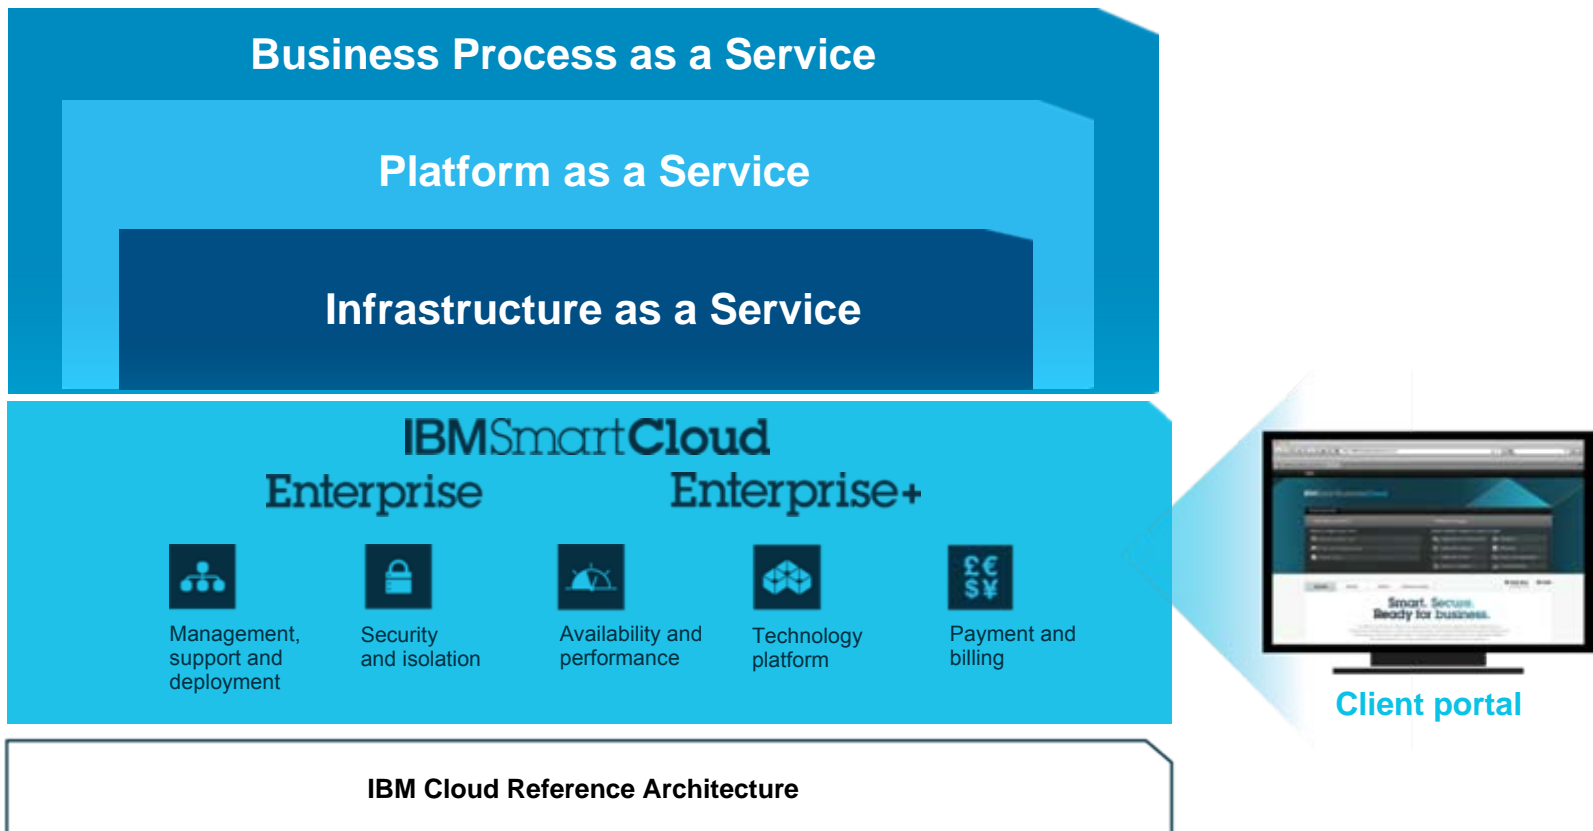 Business Process as a Service
Platform as a Service
Infrastructure as a Service
IBMSmartCloud
Enterprise
Enterprise+
Management,
support and
deployment
Security
and isolation
Availability and
performance
Technology
platform
£€
$¥
Payment and
billing
Smart. Secure.
Ready for business.
Client portal
IBM Cloud Reference Architecture